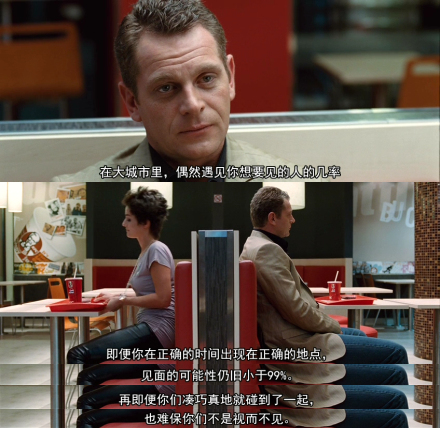 在大城市里，偶然遇见你想要见的人的几率
即便你在正确的时间出现在正确的地点，
见面的可能性仍旧小于99%。
再即便你们凑巧真地就碰到了一起，
也难保你们不是视而不见。